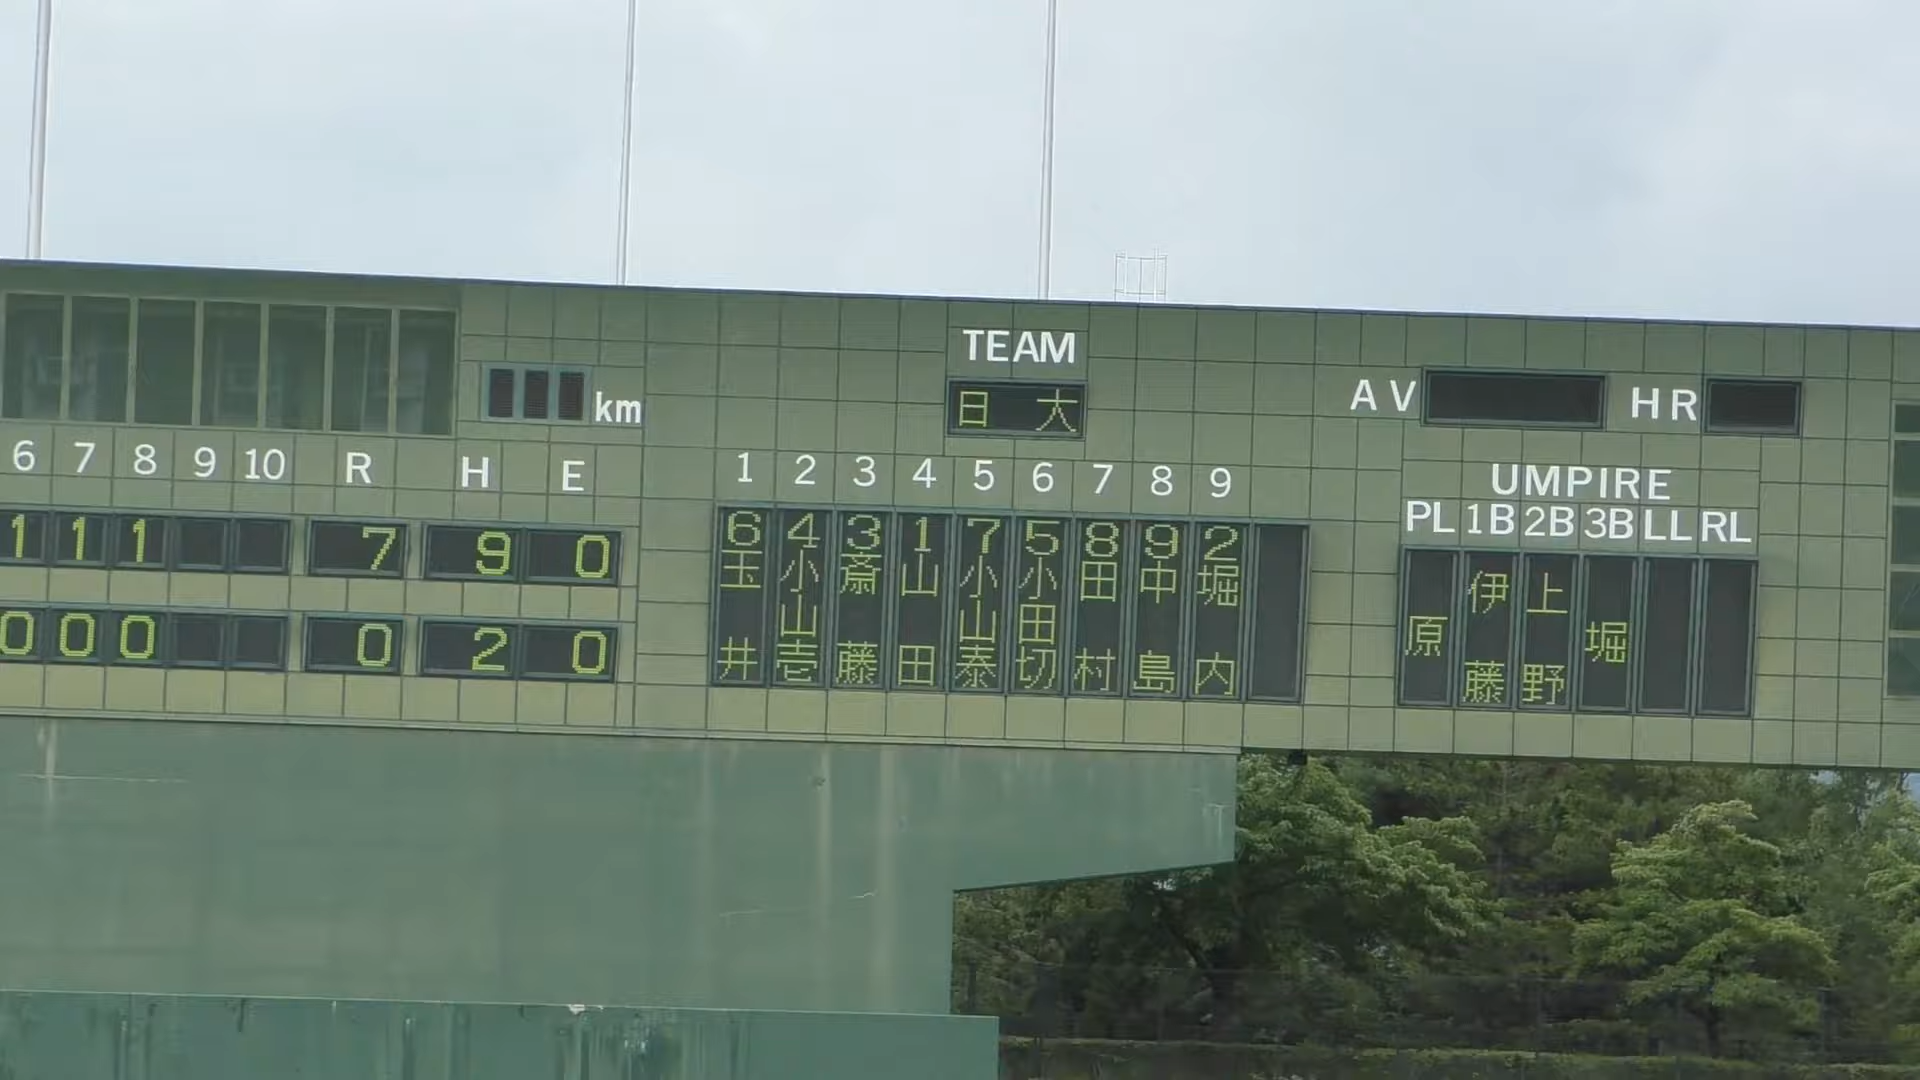 TEAM
日 大
km
AV HR
6 7 8 9 10 R H E
1 2 3 4 5 6 7 8 9
UMPIRE
PL 1B 2B 3B LL RL
1 1 1 7 9 0
0 0 0 0 2 0
6 4 3 1 7 5 8 9 2
玉井
小山壱
斎藤
山田
小山泰
小田切
田村
中島
堀内
原
伊藤
上野
堀